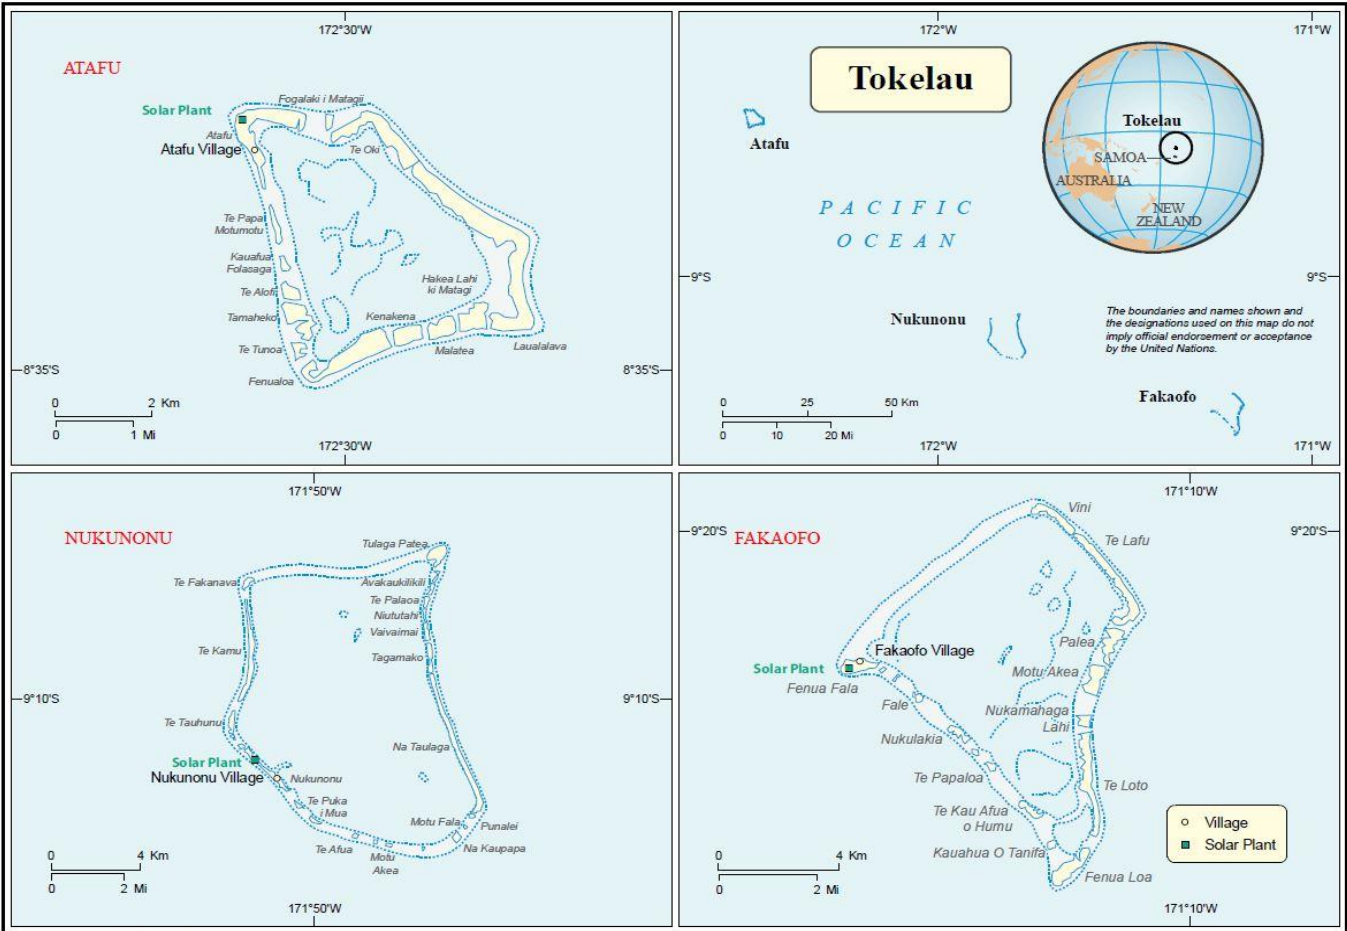 172°30'W
ATAFU
Fogalaki i Matagii
Solar Plant
Atafu
Atafu Village
Te Oki
Te Papa
Motumotu
Kauafua
Folasaga
Te Alofi
Tamaheko
Hakea Lahi
ki Matagi
Kenakena
Te Tunoa
Malatea
Laualalava
Fenualoa
8°35'S
8°35'S
0 2 Km
0 1 Mi
172°30'W
172°W
171°W
Tokelau
Atafu
Tokelau
SAMOA
AUSTRALIA
NEW
ZEALAND
PACIFIC
OCEAN
9°S
9°S
Nukunonu
The boundaries and names shown and
the designations used on this map do not
imply official endorsement or acceptance
by the United Nations.
Fakaofo
0 25 50 Km
0 10 20 Mi
172°W
171°W
171°50'W
NUKUNONU
Tulaga Patea
Te Fakanava
Avakaukilikili
Te Palaoa
Niututahi
Vaivaimai
Te Kamu
Tagamako
9°10'S
9°10'S
Te Tauhunu
Na Taulaga
Solar Plant
Nukunonu Village
Nukunonu
Te Puka
i Mua
Motu Fala
Punalei
Te Afua
Motu
Akea
Na Kaupapa
0 4 Km
0 2 Mi
171°50'W
171°10'W
9°20'S
9°20'S
FAKAOFO
Vini
Te Lafu
Palea
Fakaofo Village
Solar Plant
Fenua Fala
Motu Akea
Fale
Nukamahaga
Lahi
Nukulakia
Te Papaloa
Te Loto
Te Kau Afua
o Humu
Kauahua O Tanifa
Fenua Loa
Village
Solar Plant
0 4 Km
0 2 Mi
171°10'W